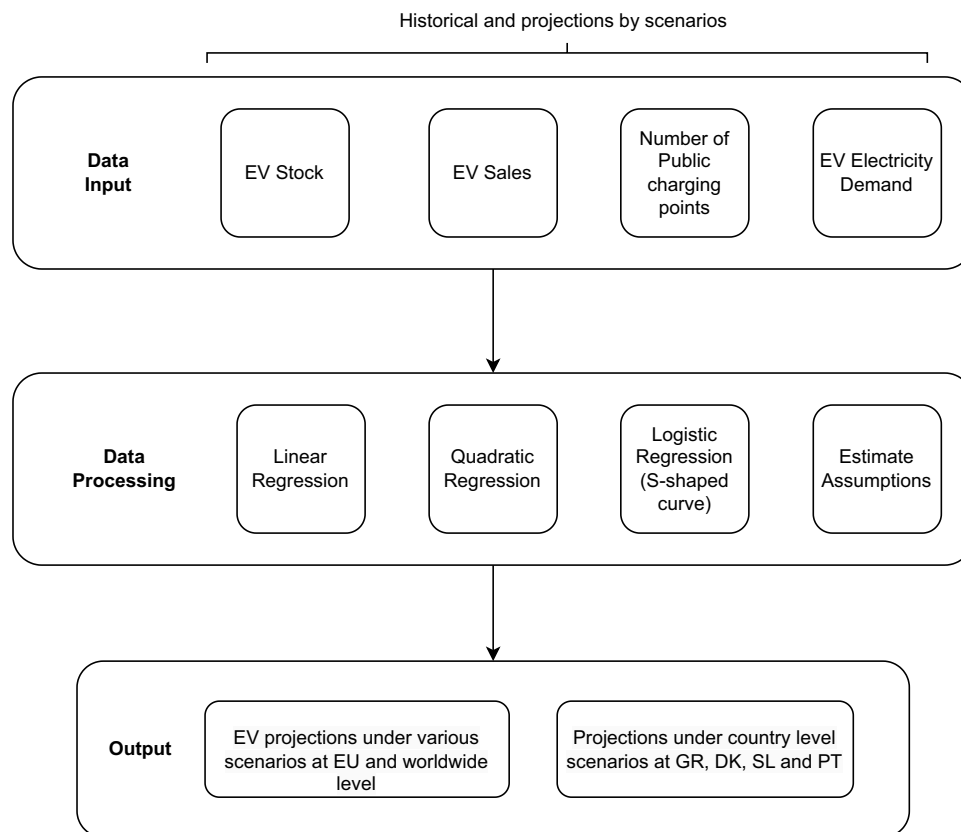 Historical and projections by scenarios
Data
Input
EV Stock
EV Sales
Number of
Public
charging
points
EV Electricity
Demand
Data
Processing
Linear
Regression
Quadratic
Regression
Logistic
Regression
(S-shaped
curve)
Estimate
Assumptions
Output
EV projections under various
scenarios at EU and worldwide
level
Projections under country level
scenarios at GR, DK, SL and PT